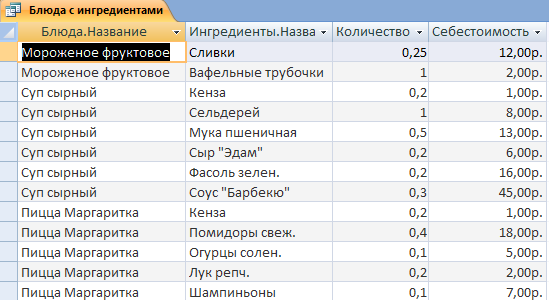 Блюда с ингредиентами
Блюда.Название Ингредиенты.Назва Количество Себестоимость
Мороженое фруктовое Сливки 0,25 12,00р.
Мороженое фруктовое Вафельные трубочки 1 2,00р.
Суп сырный Кенза 0,2 1,00р.
Суп сырный Сельдерей 1 8,00р.
Суп сырный Мука пшеничная 0,5 13,00р.
Суп сырный Сыр "Эдам" 0,2 6,00р.
Суп сырный Фасоль зелен. 0,2 16,00р.
Суп сырный Соус "Барбекю" 0,3 45,00р.
Пицца Маргаритка Кенза 0,2 1,00р.
Пицца Маргаритка Помидоры свеж. 0,4 18,00р.
Пицца Маргаритка Огурцы солен. 0,1 5,00р.
Пицца Маргаритка Лук репч. 0,2 2,00р.
Пицца Маргаритка Шампиньоны 0,1 7,00р.